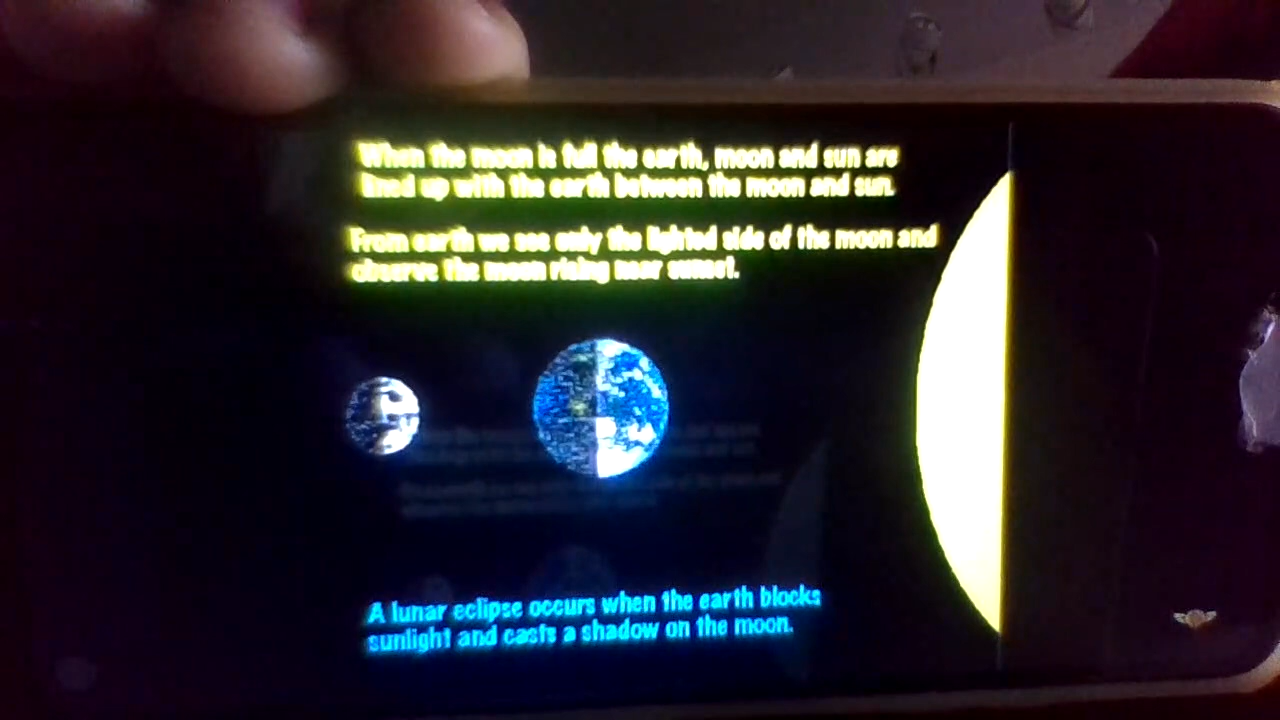 When the moon is full the earth, moon and sun are
lined up with the earth between the moon and sun.
From earth we see only the lighted side of the moon and
observe the moon rising near sunset.
A lunar eclipse occurs when the earth blocks
sunlight and casts a shadow on the moon.